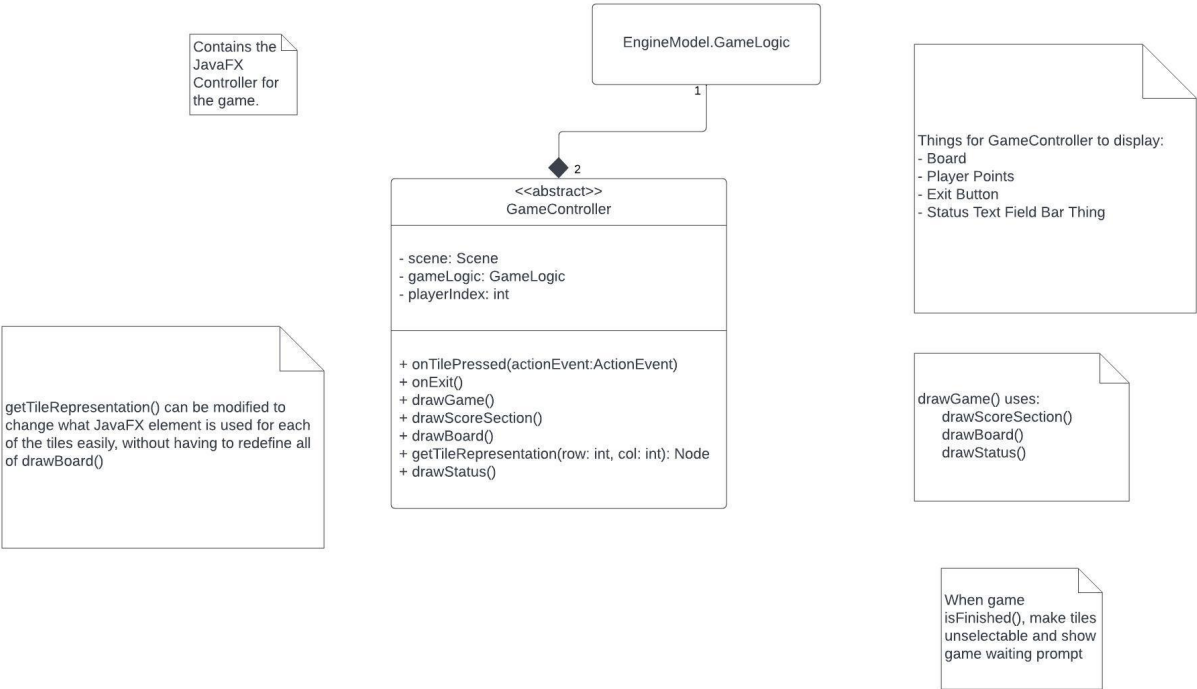 Contains the
JavaFX
Controller for
the game.
EngineModel.GameLogic
1
2
<<abstract>>
GameController
- scene: Scene
- gameLogic: GameLogic
- playerIndex: int
+ onTilePressed(actionEvent:ActionEvent)
+ onExit()
+ drawGame()
+ drawScoreSection()
+ drawBoard()
+ getTileRepresentation(row: int, col: int): Node
+ drawStatus()
Things for GameController to display:
- Board
- Player Points
- Exit Button
- Status Text Field Bar Thing
getTileRepresentation() can be modified to
change what JavaFX element is used for each
of the tiles easily, without having to redefine all
of drawBoard()
drawGame() uses:
drawScoreSection()
drawBoard()
drawStatus()
When game
isFinished(), make tiles
unselectable and show
game waiting prompt